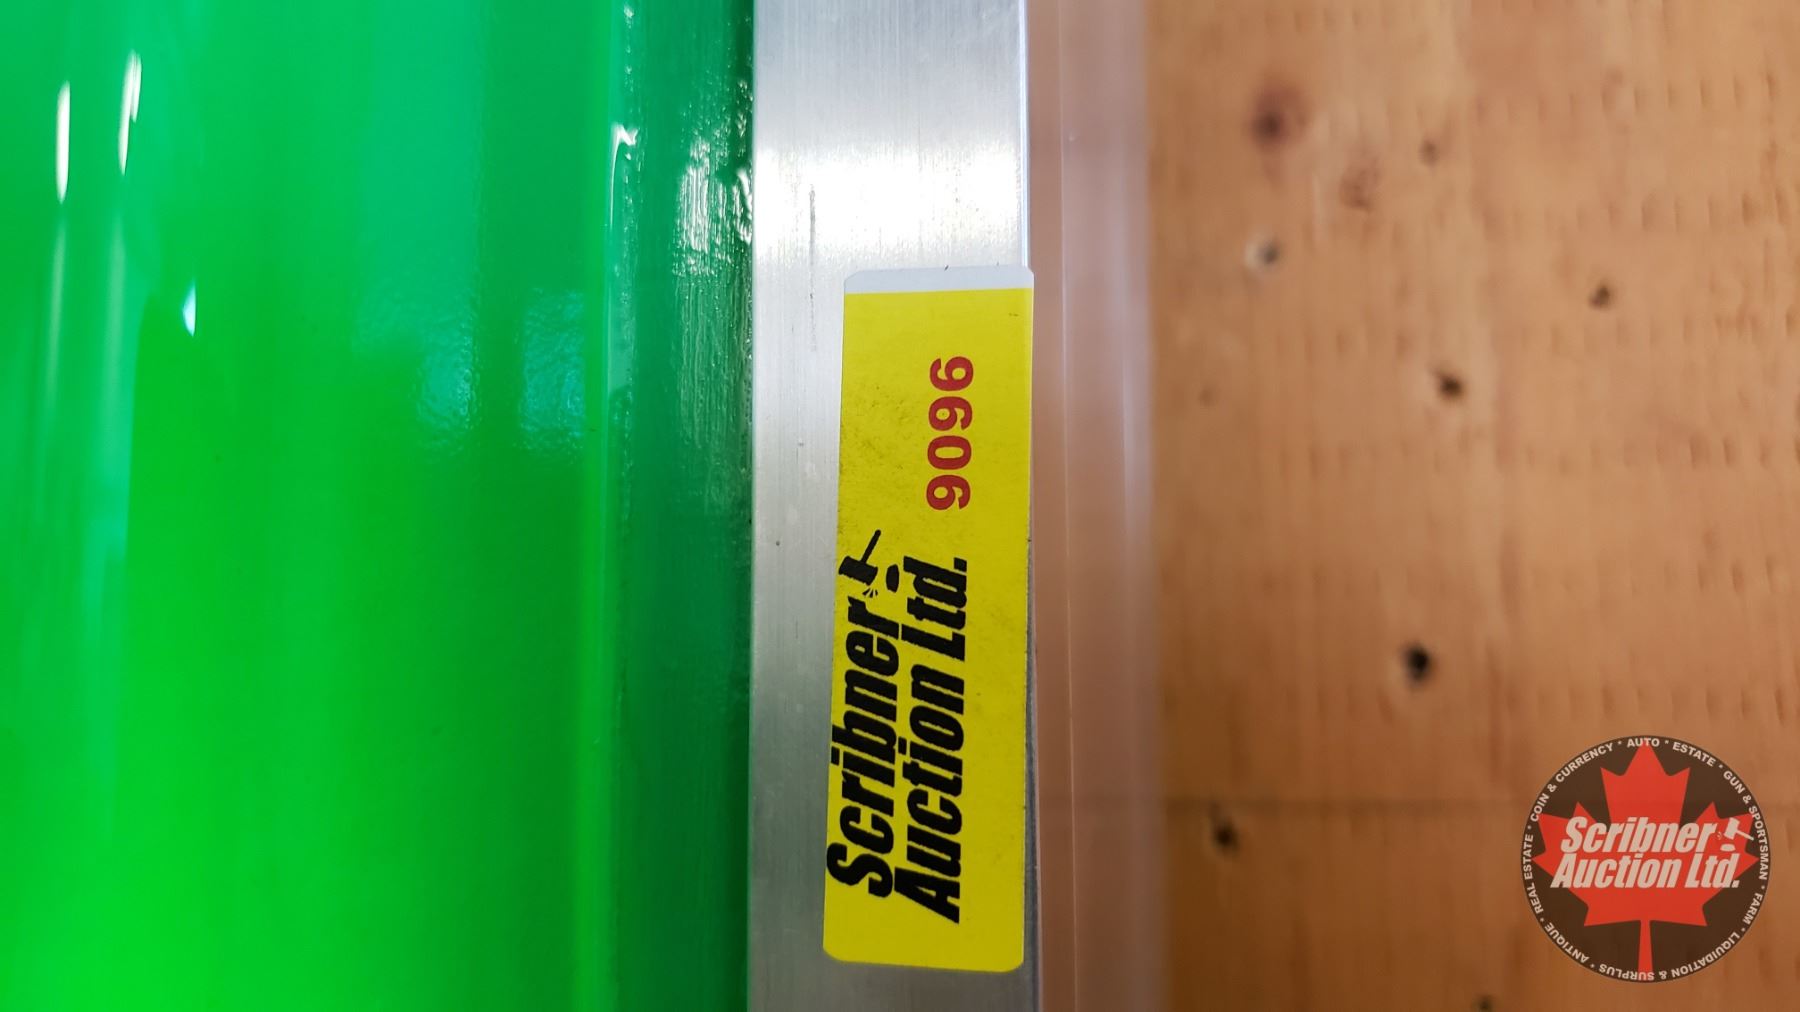 Scribner
Auction Ltd.
9096
Scribner
Auction Ltd.
ANTIQUE * REAL ESTATE * COIN & CURRENCY * AUTO * ESTATE * GUN & SPORTSMAN * FARM * LIQUIDATION & SURPLUS *